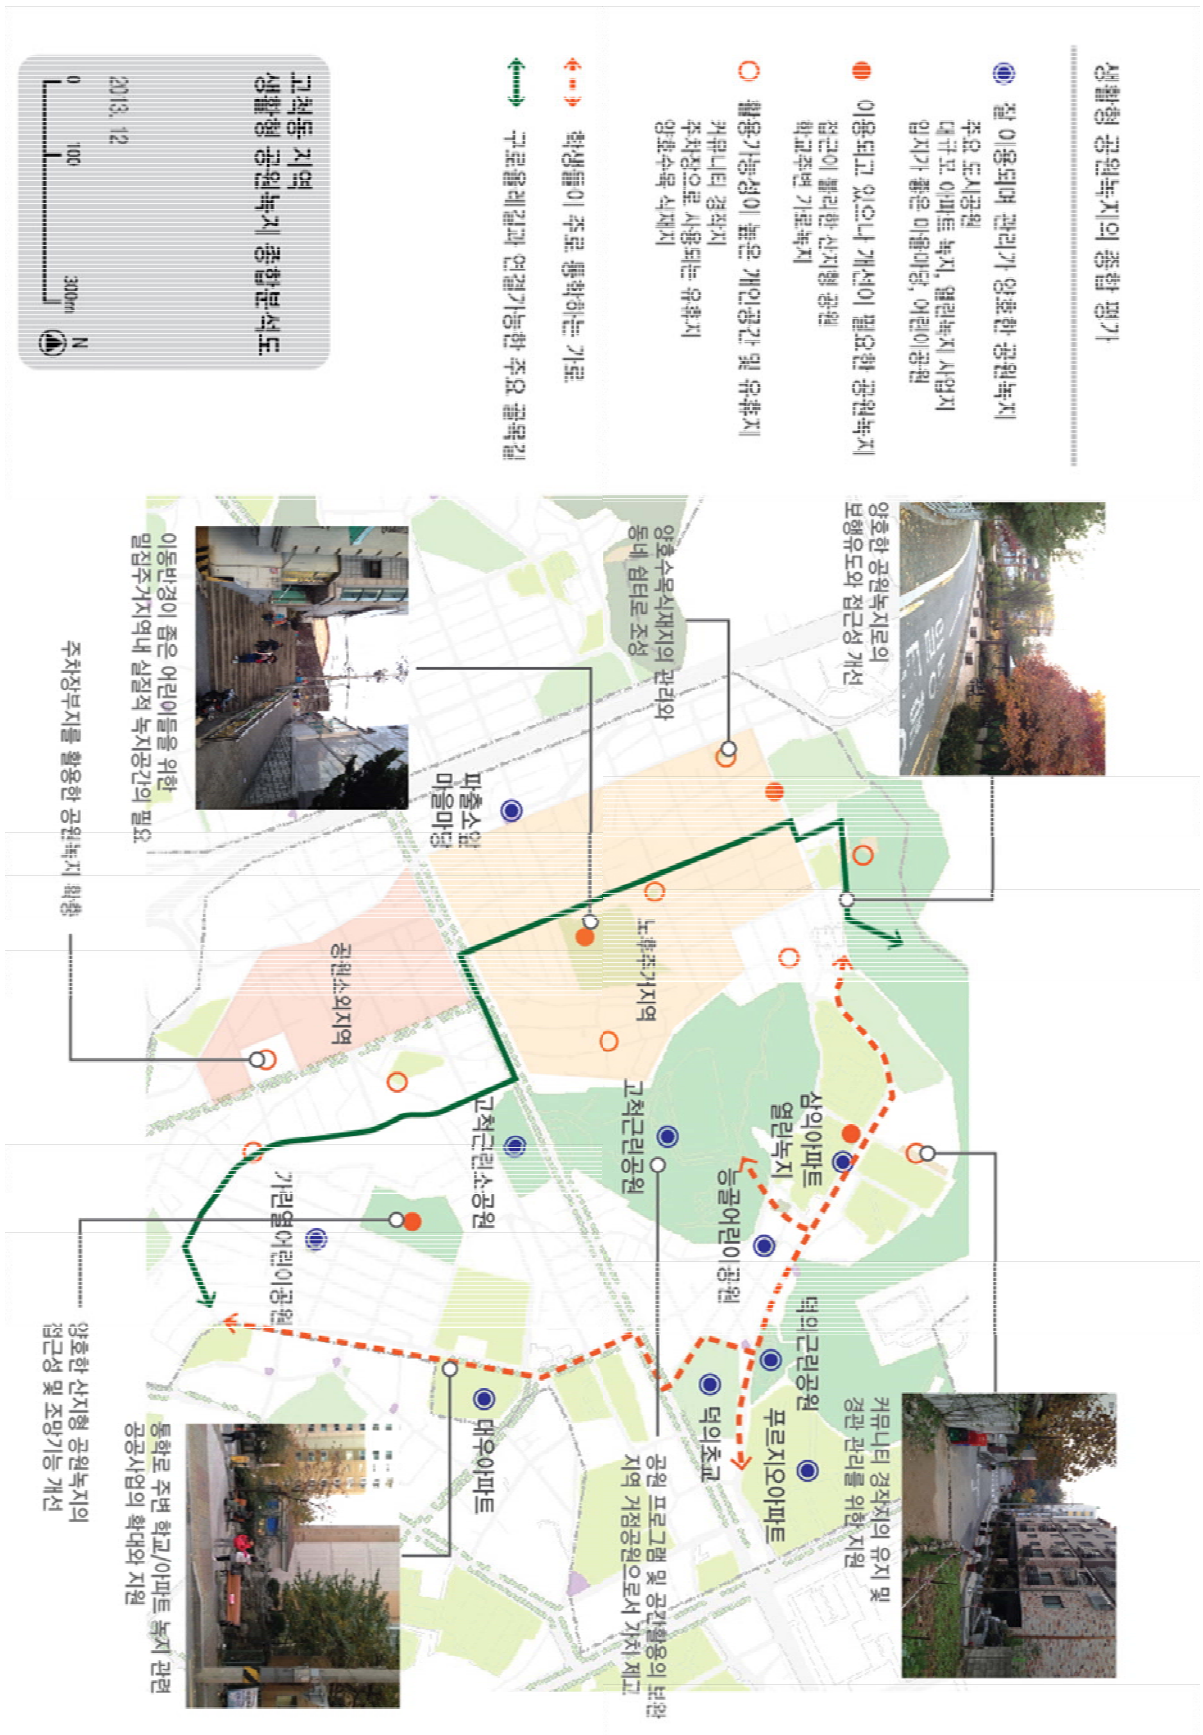 생활형 공원녹지의 종합 평가
잘 이용되며 관리가 양호한 공원녹지
주요 도시공원
대규모 아파트 녹지, 열린녹지 사업지
입지가 좋은 마을마당, 어린이공원
이용되고 있으나 개선이 필요한 공원녹지
접근이 불리한 산지형 공원
학교주변 가로녹지
활용가능성이 높은 개인공간 및 유휴지
커뮤니티 경작지
주차장으로 사용되는 유휴지
양호수목 식재지
학생들이 주로 통학하는 가로
구로올레길과 연결가능한 주요 골목길
고척동 지역
생활형 공원녹지 종합분석도
2013. 12
0 100 300m
N
양호한 공원녹지로의
보행유도와 접근성 개선
양호수목식재지의 관리와
동네 쉼터로 조성
이동반경이 좁은 어린이들을 위한
밀집주거지역내 실질적 녹지공간의 필요
주차장부지를 활용한 공원녹지 확충
파출소앞
마을마당
노후주거지역
공원소외지역
고척근린공원
고척근린소공원
삼익아파트
열린녹지
능골어린이공원
가린열어린이공원
덕의근린공원
덕의초교
푸르지오아파트
대우아파트
커뮤니티 경작지의 유지 및
경관 관리를 위한 지원
공원 프로그램 및 공간활용의 보완
지역 거점공원으로서 가치 제고
통학로 주변 학교/아파트 녹지 관련
공공사업의 확대와 지원
양호한 산지형 공원녹지의
접근성 및 조망기능 개선